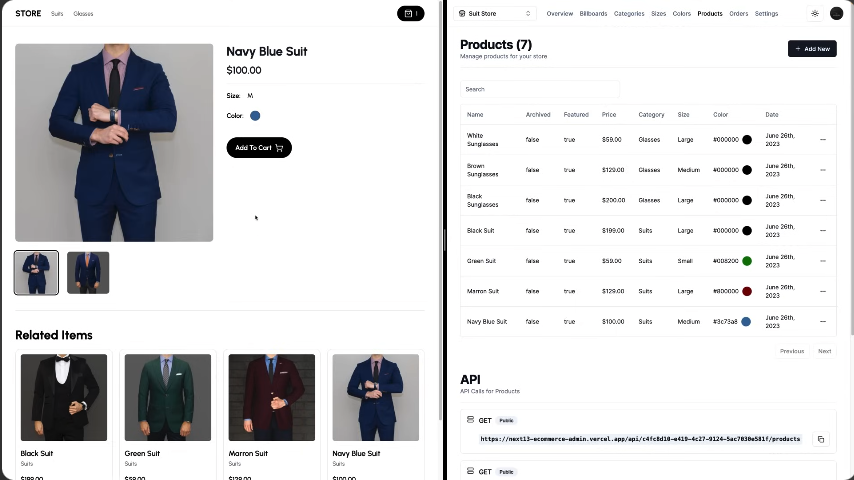 STORE Suits Glasses 1
Navy Blue Suit
$100.00
Size: M
Color:
Add To Cart
Related Items
Black Suit
Suits
Green Suit
Suits
Marron Suit
Suits
Navy Blue Suit
Suits
Suit Store Overview Billboards Categories Sizes Colors Products Orders Settings
Products (7)
Manage products for your store
+ Add New
Search
Name Archived Featured Price Category Size Color Date
White Sunglasses false true $59.00 Glasses Large #000000 June 26th, 2023
Brown Sunglasses false true $129.00 Glasses Medium #000000 June 26th, 2023
Black Sunglasses false true $200.00 Glasses Large #000000 June 26th, 2023
Black Suit false true $199.00 Suits Large #000000 June 26th, 2023
Green Suit false true $59.00 Suits Small #008200 June 26th, 2023
Marron Suit false true $129.00 Suits Large #800000 June 26th, 2023
Navy Blue Suit false true $100.00 Suits Medium #3c73a8 June 26th, 2023
Previous Next
API
API Calls for Products
GET Public
https://next13-ecommerce-admin.vercel.app/api/c4fc8d10-e419-4c27-9124-5ac7030e581f/products
GET Public